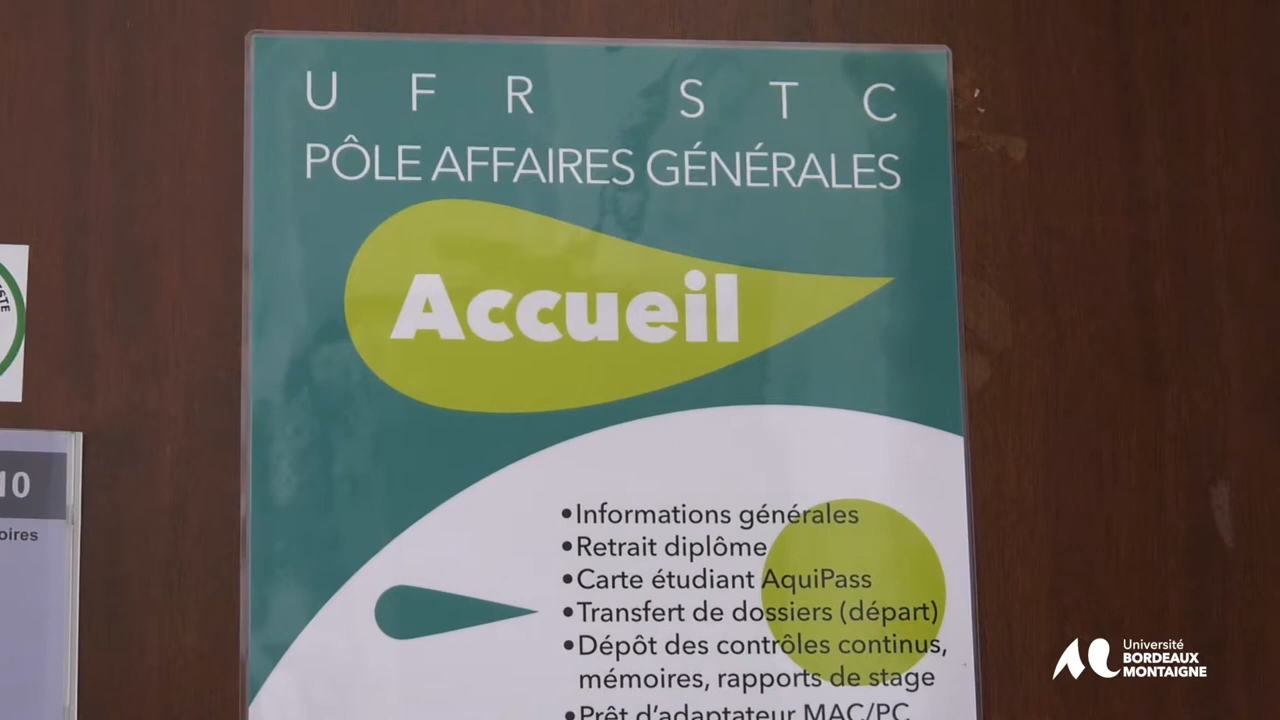 U F R S T C
PÔLE AFFAIRES GÉNÉRALES
Accueil
•Informations générales
•Retrait diplôme
•Carte étudiant AquiPass
•Transfert de dossiers (départ)
•Dépôt des contrôles continus,
mémoires, rapports de stage
•Prêt d'adaptateur MAC/PC
10
Université
BORDEAUX
MONTAIGNE